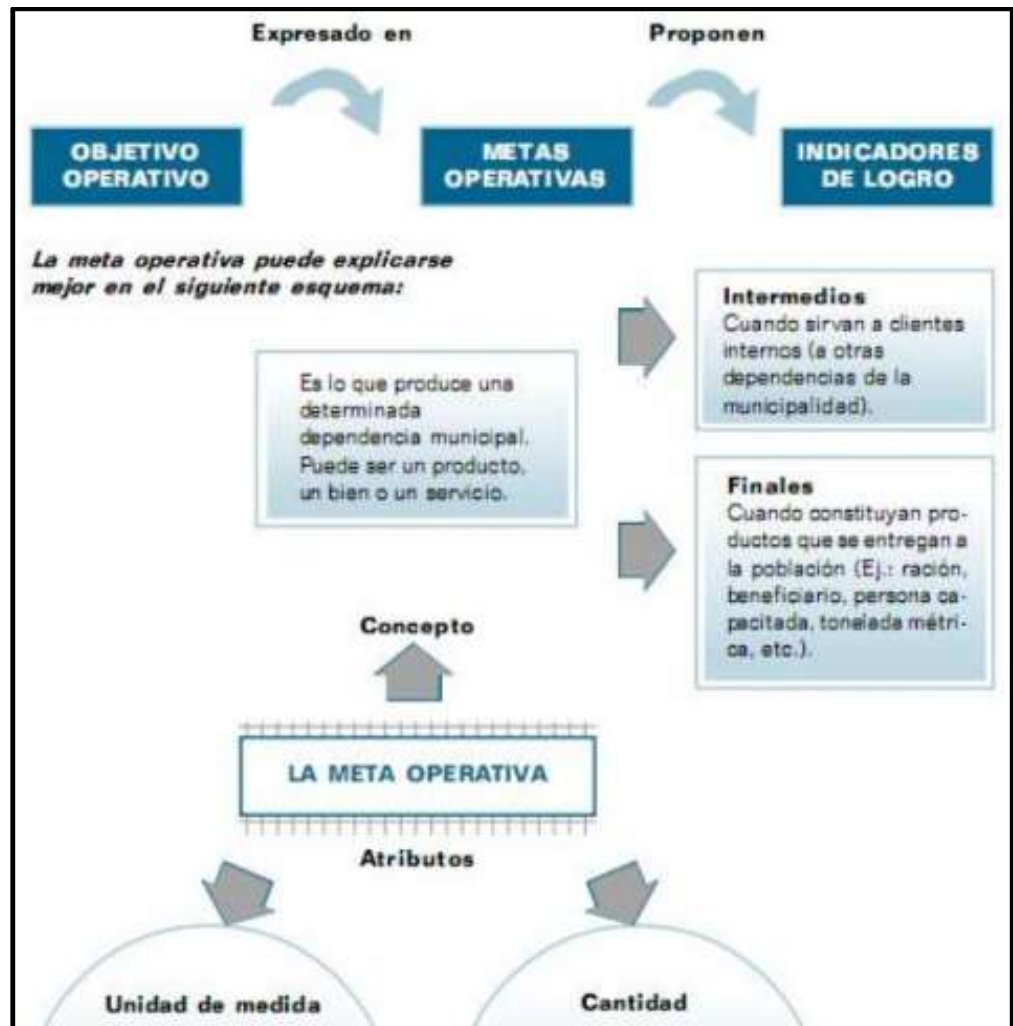 Expresado en
Proponen
OBJETIVO
OPERATIVO
METAS
OPERATIVAS
INDICADORES
DE LOGRO
La meta operativa puede explicarse
mejor en el siguiente esquema:
Intermedios
Cuando sirvan a clientes
internos (a otras
dependencias de la
municipalidad).
Es lo que produce una
determinada
dependencia municipal.
Puede ser un producto,
un bien o un servicio.
Finales
Cuando constituyan pro-
ductos que se entregan a
la población (Ej.: ración,
beneficiario, persona ca-
pacitada, tonelada métri-
ca, etc.).
Concepto
LA META OPERATIVA
Atributos
Unidad de medida
Cantidad